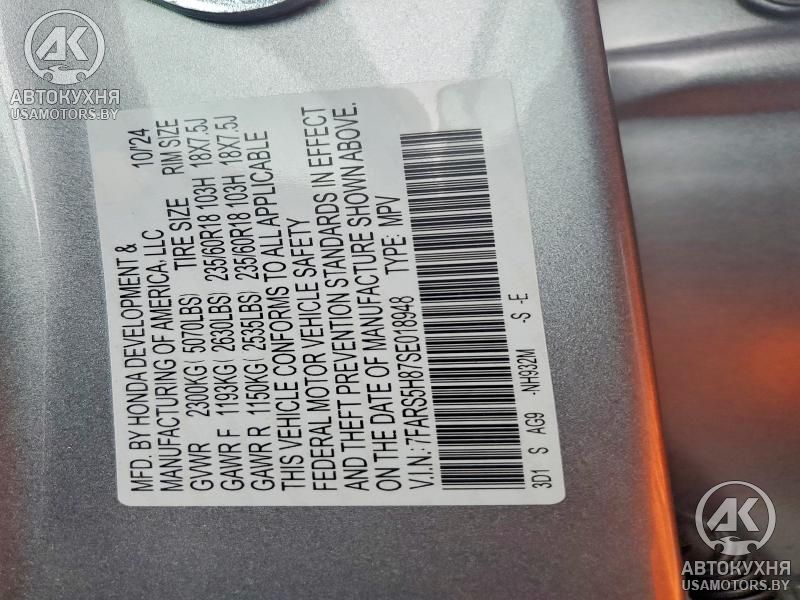 АК
АВТОКУХНЯ
USAMOTORS.BY
MFD. BY HONDA DEVELOPMENT & 10/'24
MANUFACTURING OF AMERICA, LLC
GVWR 2300KG(5070LBS) TIRE SIZE RIM SIZE
GAWR F 1193KG(2630LBS) 235/60R18 103H 18X7.5J
GAWR R 1150KG(2535LBS) 235/60R18 103H 18X7.5J
THIS VEHICLE CONFORMS TO ALL APPLICABLE
FEDERAL MOTOR VEHICLE SAFETY
AND THEFT PREVENTION STANDARDS IN EFFECT
ON THE DATE OF MANUFACTURE SHOWN ABOVE.
V.I.N.: 7FARS5H87SE018948 TYPE: MPV
3D1 S AG9 -NH932M -S -E
АК
АВТОКУХНЯ
USAMOTORS.BY